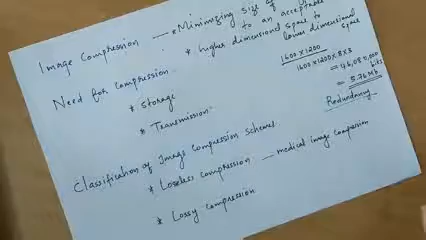 Image Compression — * Minimizing size of
to an acceptable
* higher dimensional space to
lower dimensional
space
1600 x 1200
1600 x 1200 x 8 x 3
= 46,080,000
bits
= 5.76 Mb
Redundancy
Need for compression
* Storage
* Transmission
Classification of Image Compression Schemes
* Loseless compression — medical image compression
* Lossy compression